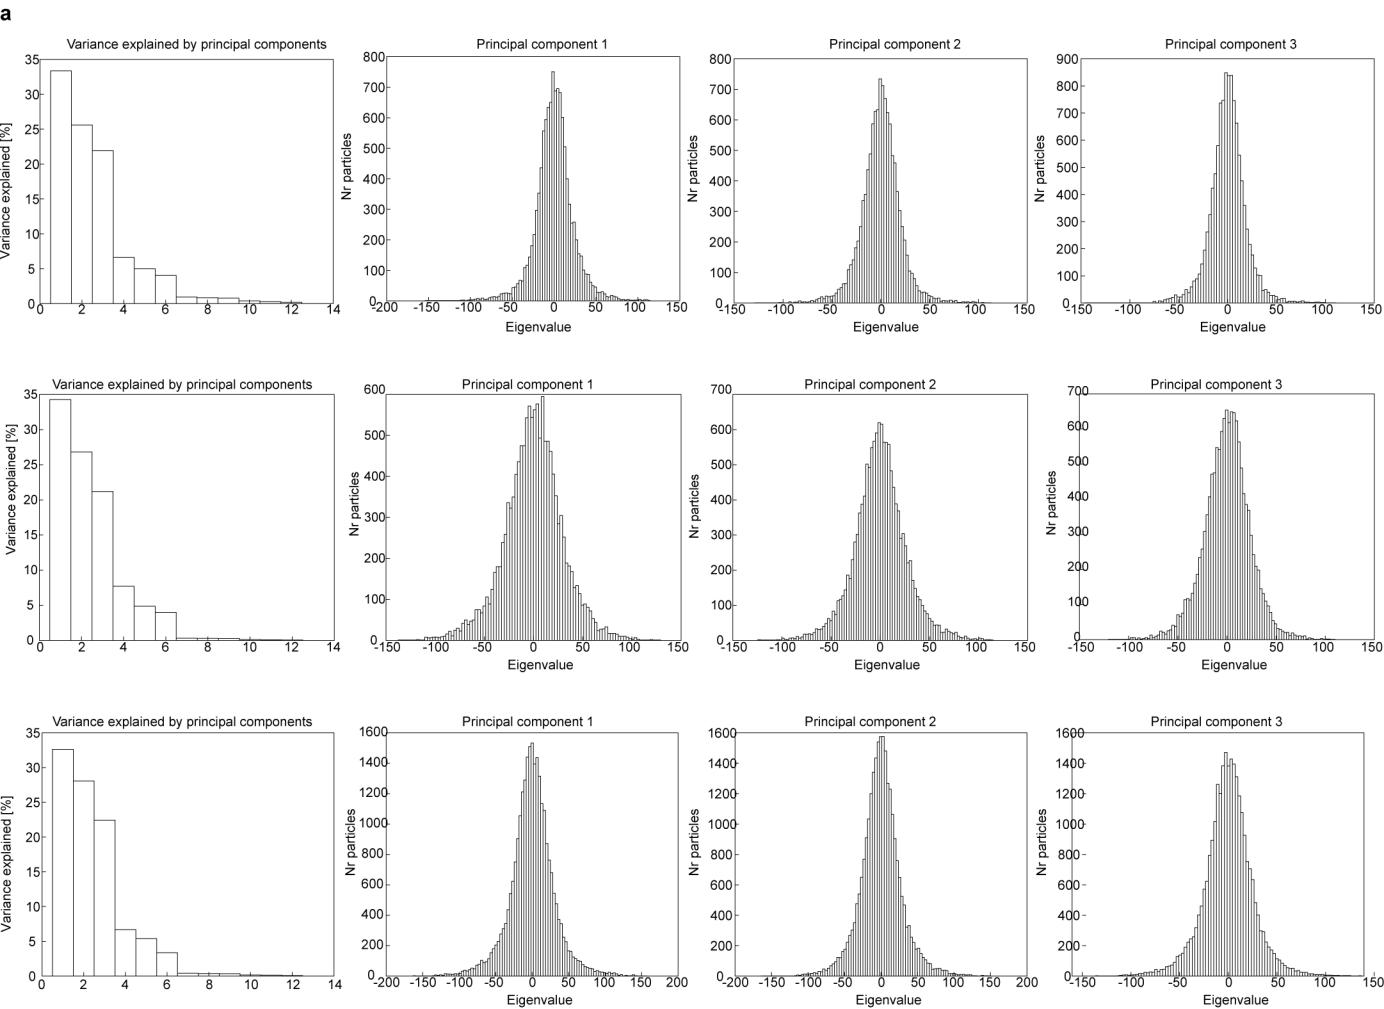 a
Variance explained by principal components
Principal component 1
Principal component 2
Principal component 3
Variance explained [%]
35
30
25
20
15
10
5
0
0 2 4 6 8 10 12 14
Nr particles
800
700
600
500
400
300
200
100
0
-200 -150 -100 -50 0 50 100 150
Eigenvalue
Nr particles
800
700
600
500
400
300
200
100
0
-150 -100 -50 0 50 100 150
Eigenvalue
Nr particles
900
800
700
600
500
400
300
200
100
0
-150 -100 -50 0 50 100 150
Eigenvalue
Variance explained by principal components
Principal component 1
Principal component 2
Principal component 3
Variance explained [%]
35
30
25
20
15
10
5
0
0 2 4 6 8 10 12 14
Nr particles
600
500
400
300
200
100
0
-150 -100 -50 0 50 100 150
Eigenvalue
Nr particles
700
600
500
400
300
200
100
0
-150 -100 -50 0 50 100 150
Eigenvalue
Nr particles
700
600
500
400
300
200
100
0
-150 -100 -50 0 50 100 150
Eigenvalue
Variance explained by principal components
Principal component 1
Principal component 2
Principal component 3
Variance explained [%]
35
30
25
20
15
10
5
0
0 2 4 6 8 10 12 14
Nr particles
1600
1400
1200
1000
800
600
400
200
0
-200 -150 -100 -50 0 50 100 150 200
Eigenvalue
Nr particles
1600
1400
1200
1000
800
600
400
200
0
-200 -150 -100 -50 0 50 100 150 200
Eigenvalue
Nr particles
1600
1400
1200
1000
800
600
400
200
0
-150 -100 -50 0 50 100 150
Eigenvalue